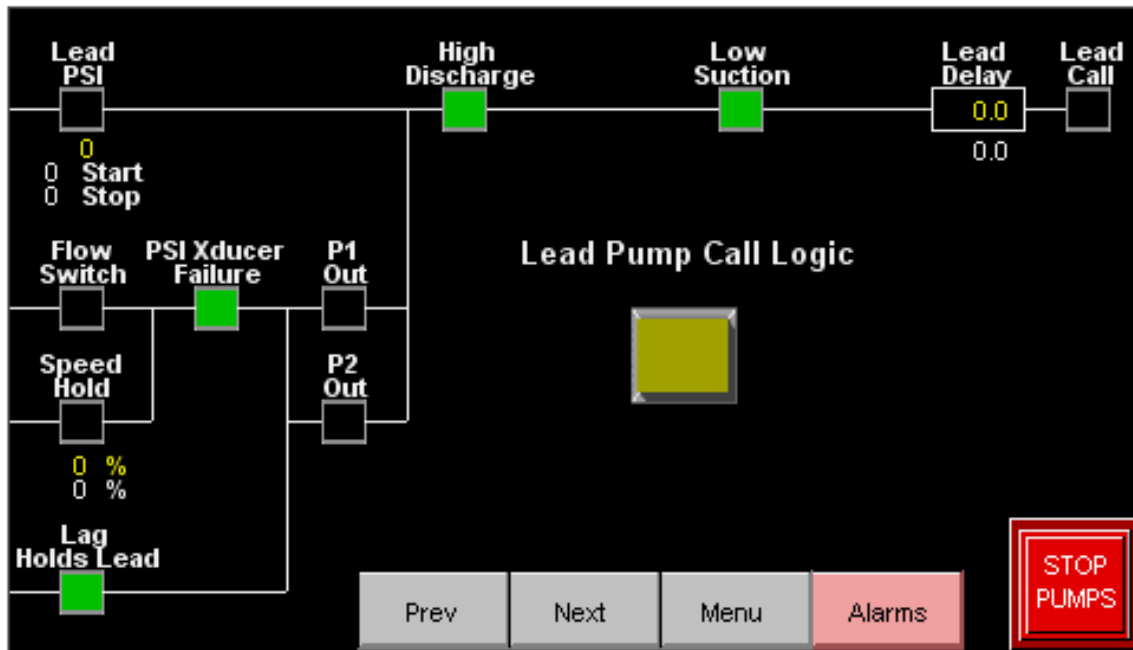 Lead
PSI
High
Discharge
Low
Suction
Lead
Delay
Lead
Call
0.0
0.0
0
0 Start
0 Stop
Flow
Switch
PSI Xducer
Failure
P1
Out
Lead Pump Call Logic
Speed
Hold
P2
Out
0 %
0 %
Lag
Holds Lead
Prev
Next
Menu
Alarms
STOP
PUMPS